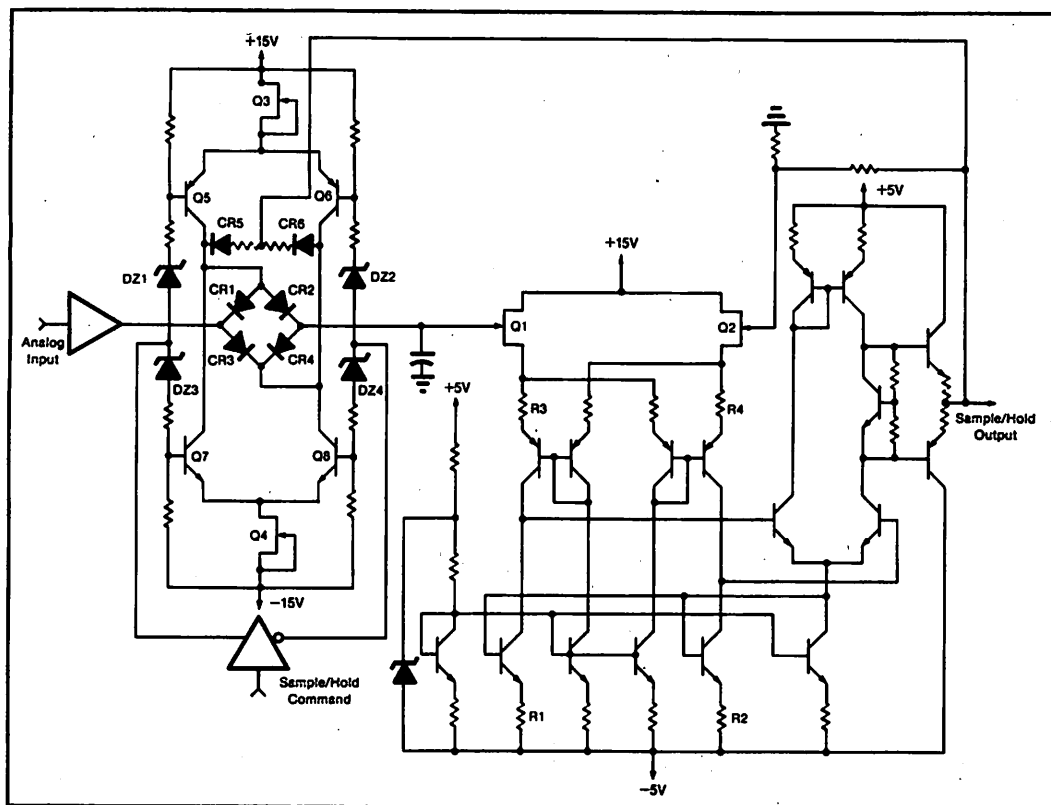 +15V
Q3
+5V
Q5
Q6
CR5
CR6
+15V
DZ1
DZ2
CR1
CR2
Q1
Q2
Analog
Input
CR3
CR4
DZ3
DZ4
+5V
R3
R4
Sample/Hold
Output
Q7
Q8
Q4
-15V
Sample/Hold
Command
R1
R2
-5V